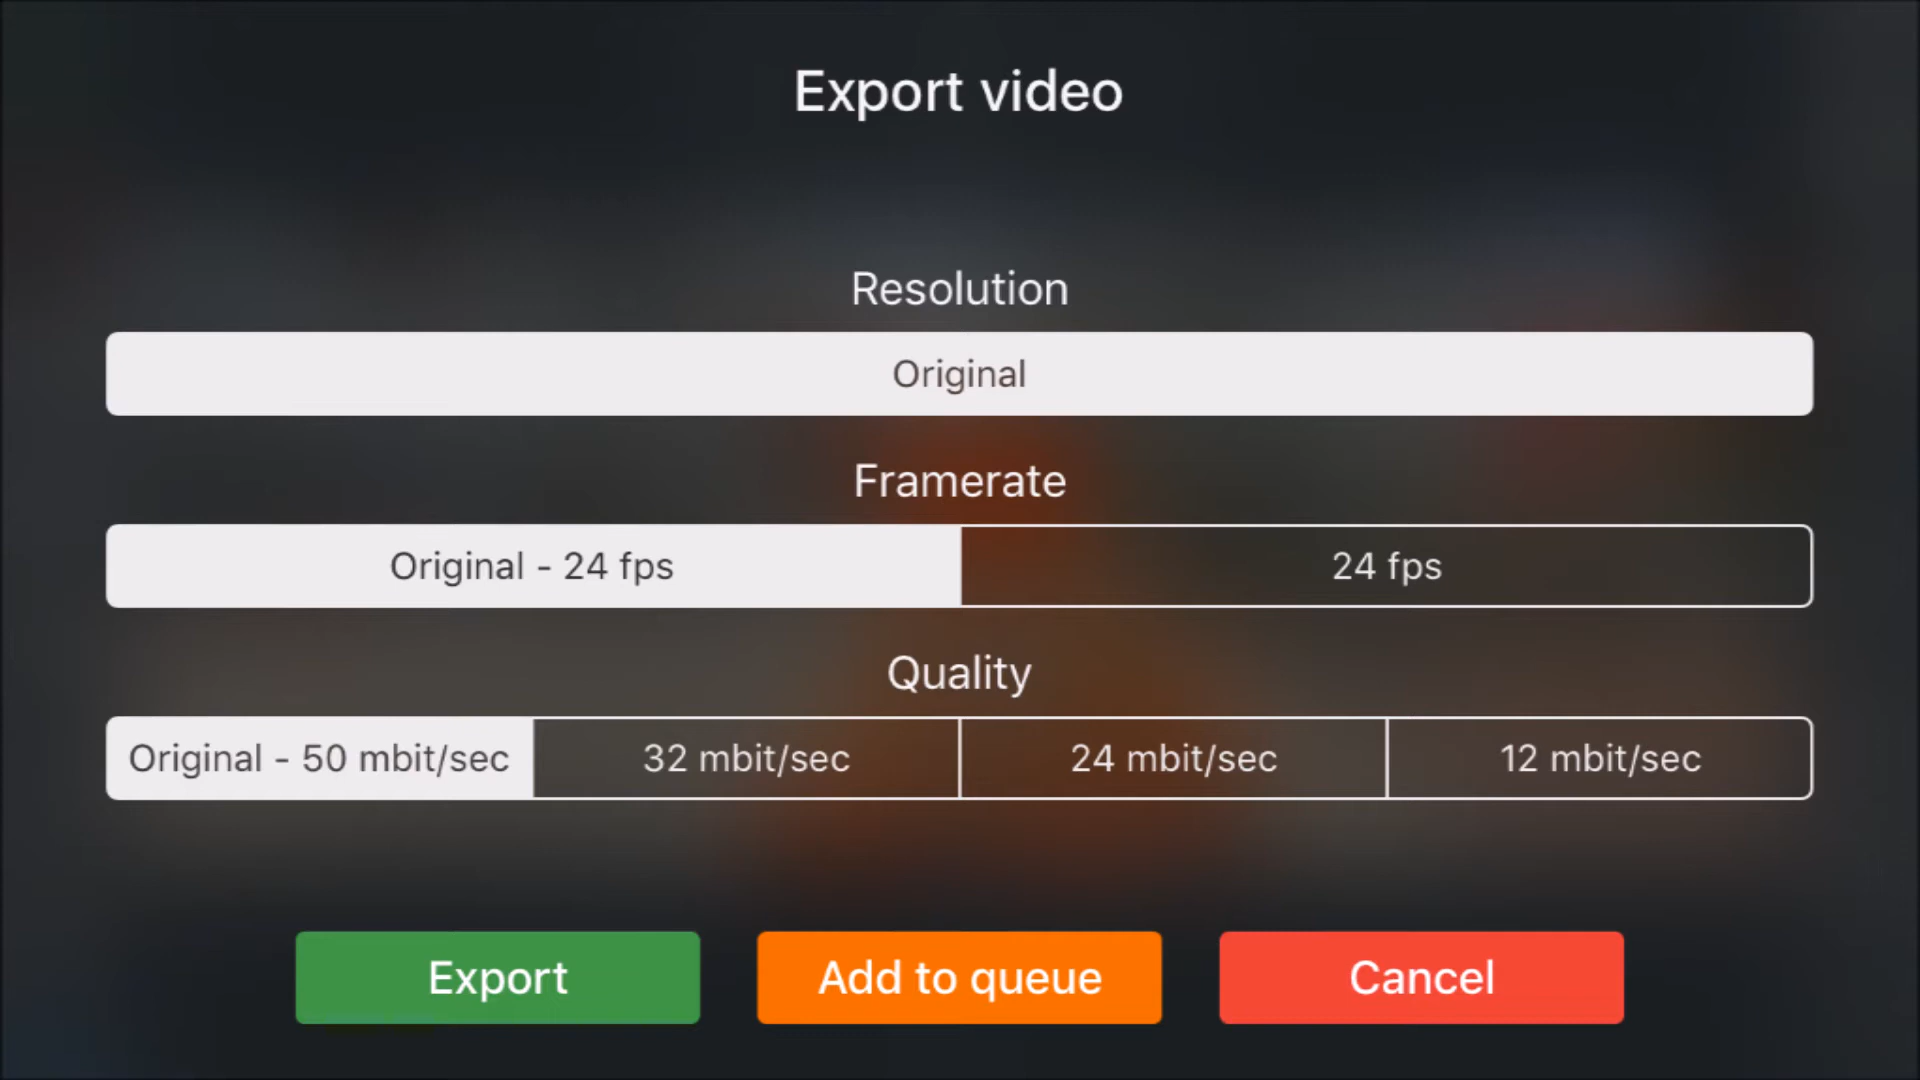 Export video
Resolution
Original
Framerate
Original - 24 fps
24 fps
Quality
Original - 50 mbit/sec
32 mbit/sec
24 mbit/sec
12 mbit/sec
Export
Add to queue
Cancel